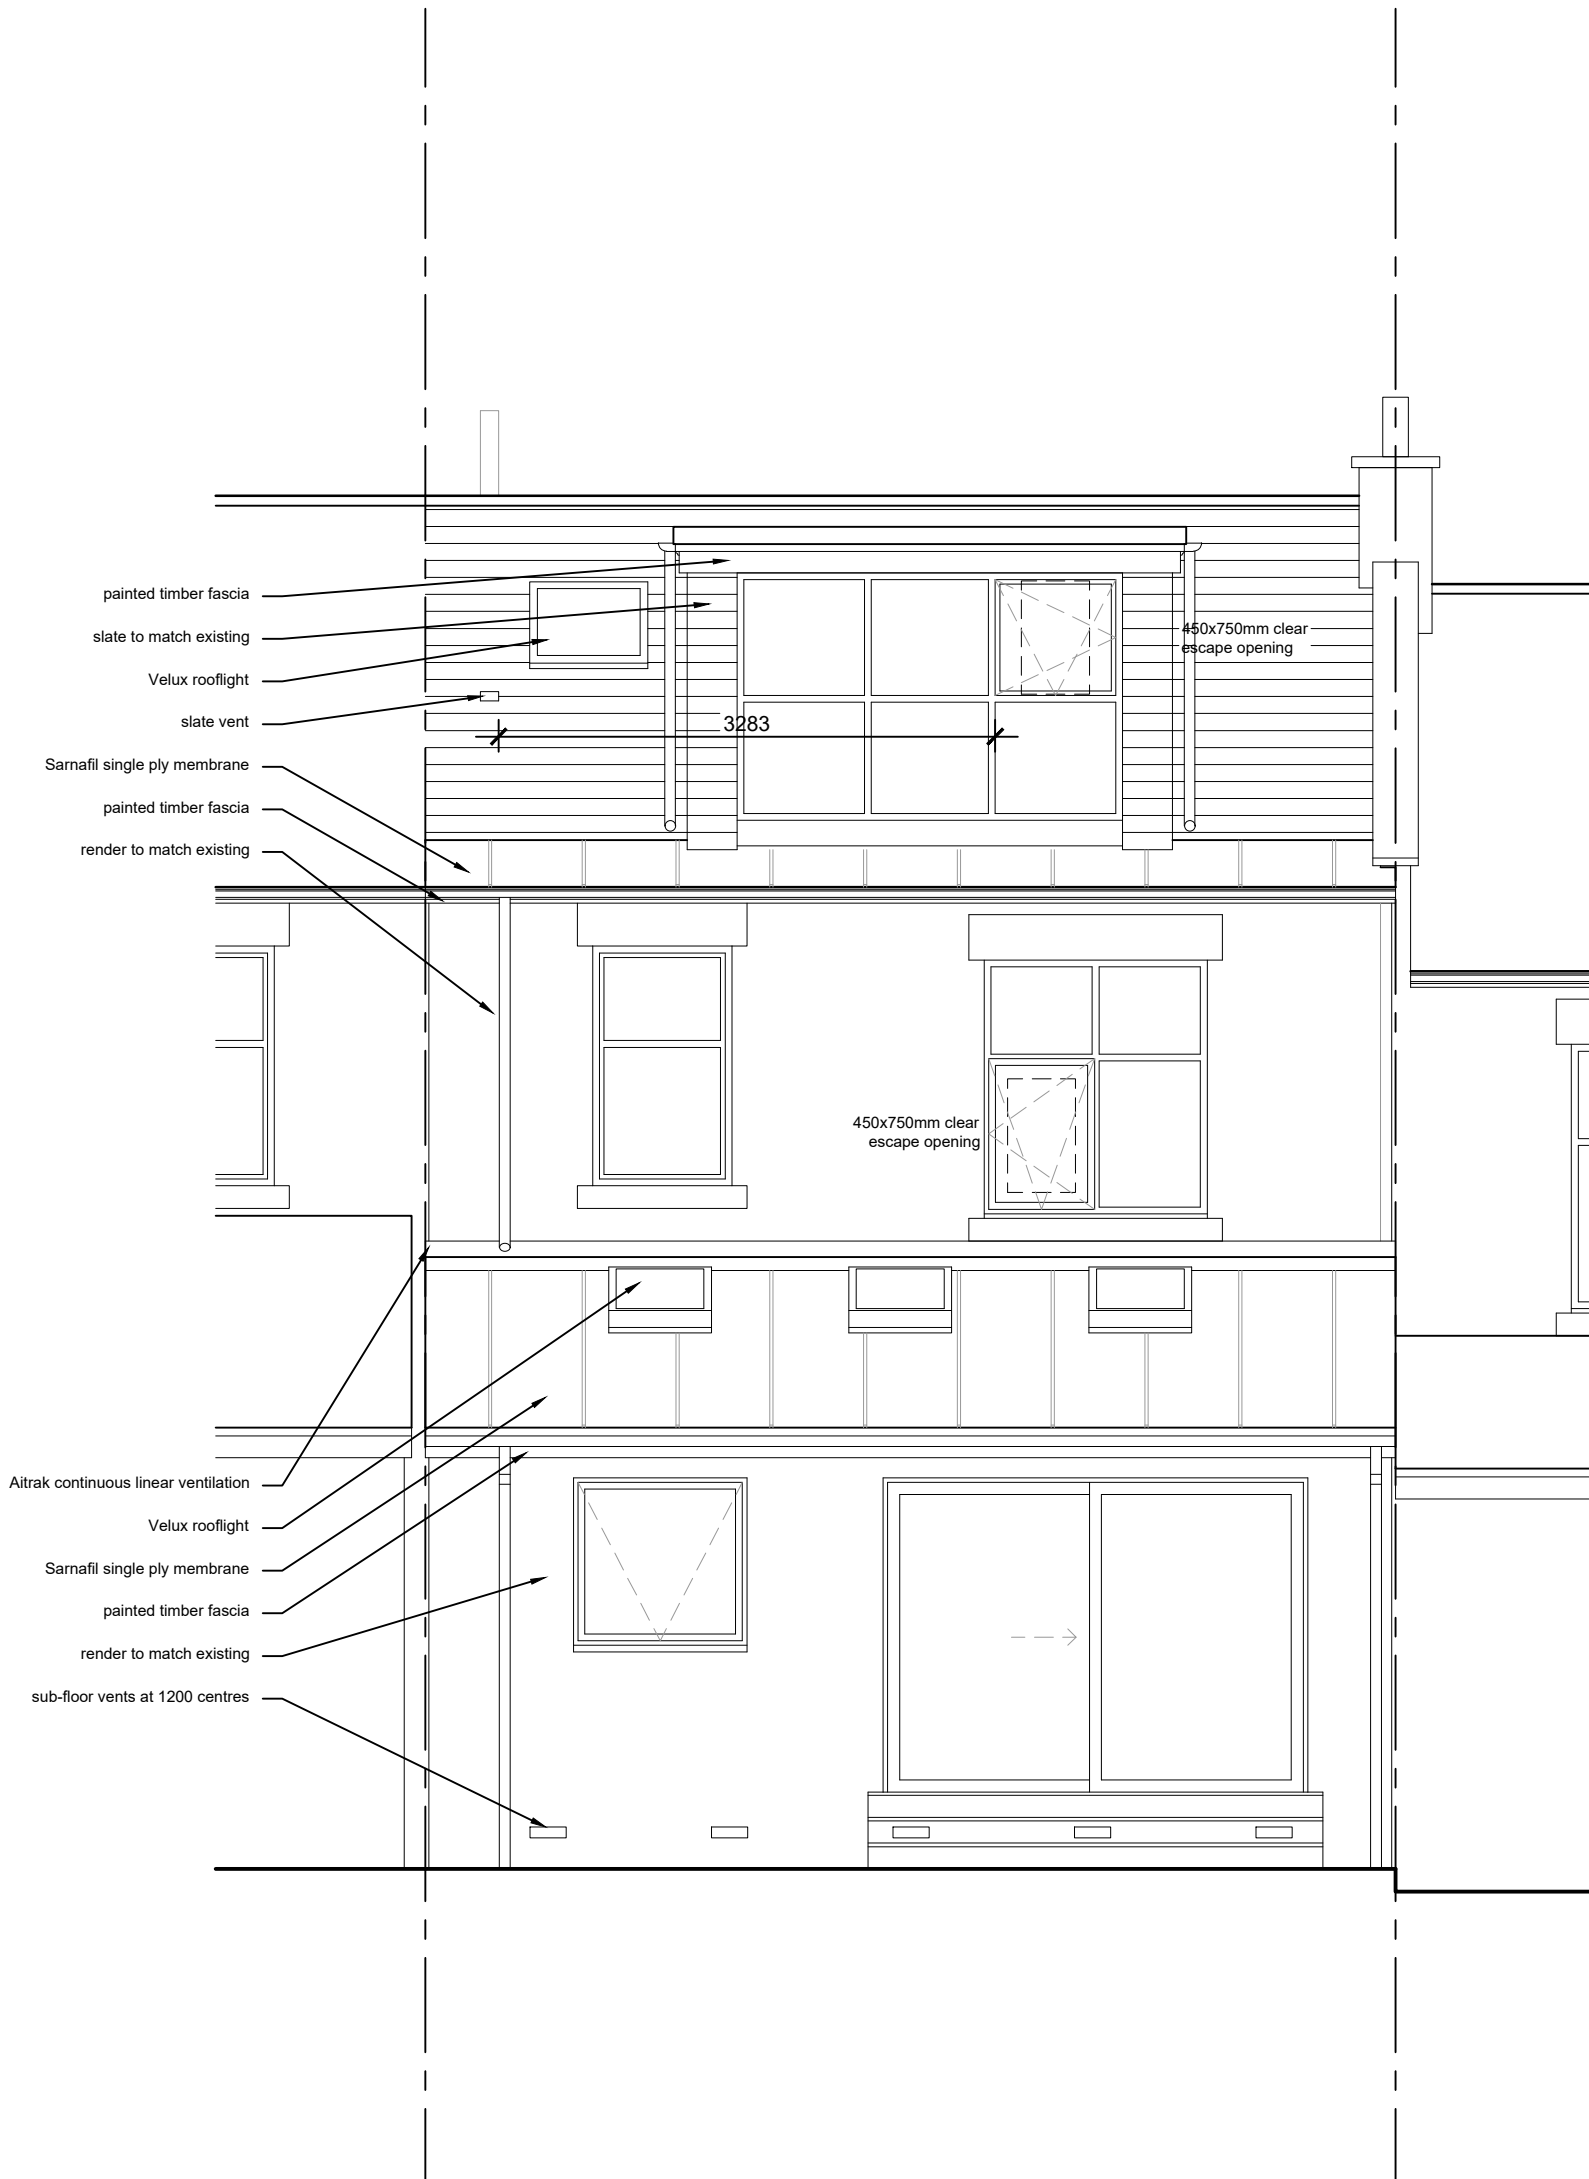 painted timber fascia
slate to match existing
Velux rooflight
slate vent
Sarnafil single ply membrane
painted timber fascia
render to match existing
450x750mm clear
escape opening
3283
450x750mm clear
escape opening
Aitrak continuous linear ventilation
Velux rooflight
Sarnafil single ply membrane
painted timber fascia
render to match existing
sub-floor vents at 1200 centres